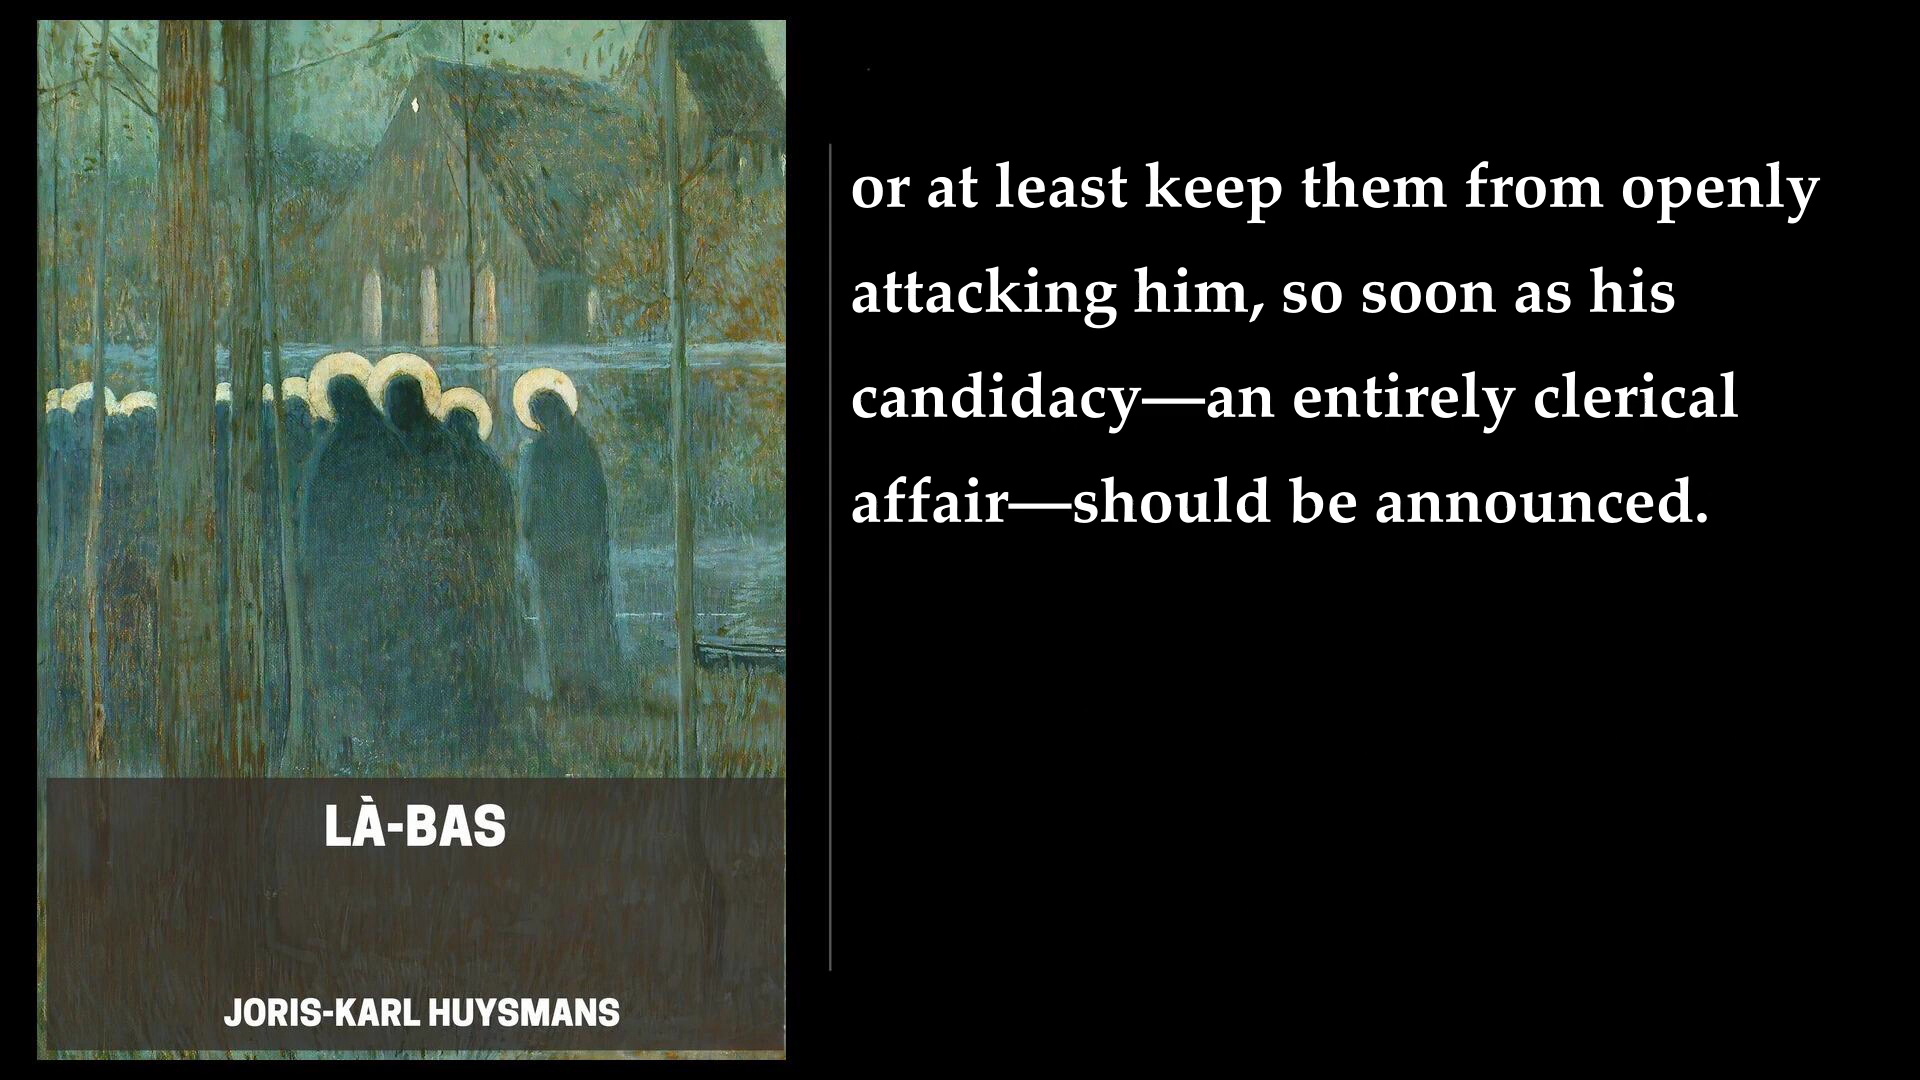 LÀ-BAS
JORIS-KARL HUYSMANS
or at least keep them from openly
attacking him, so soon as his
candidacy—an entirely clerical
affair—should be announced.